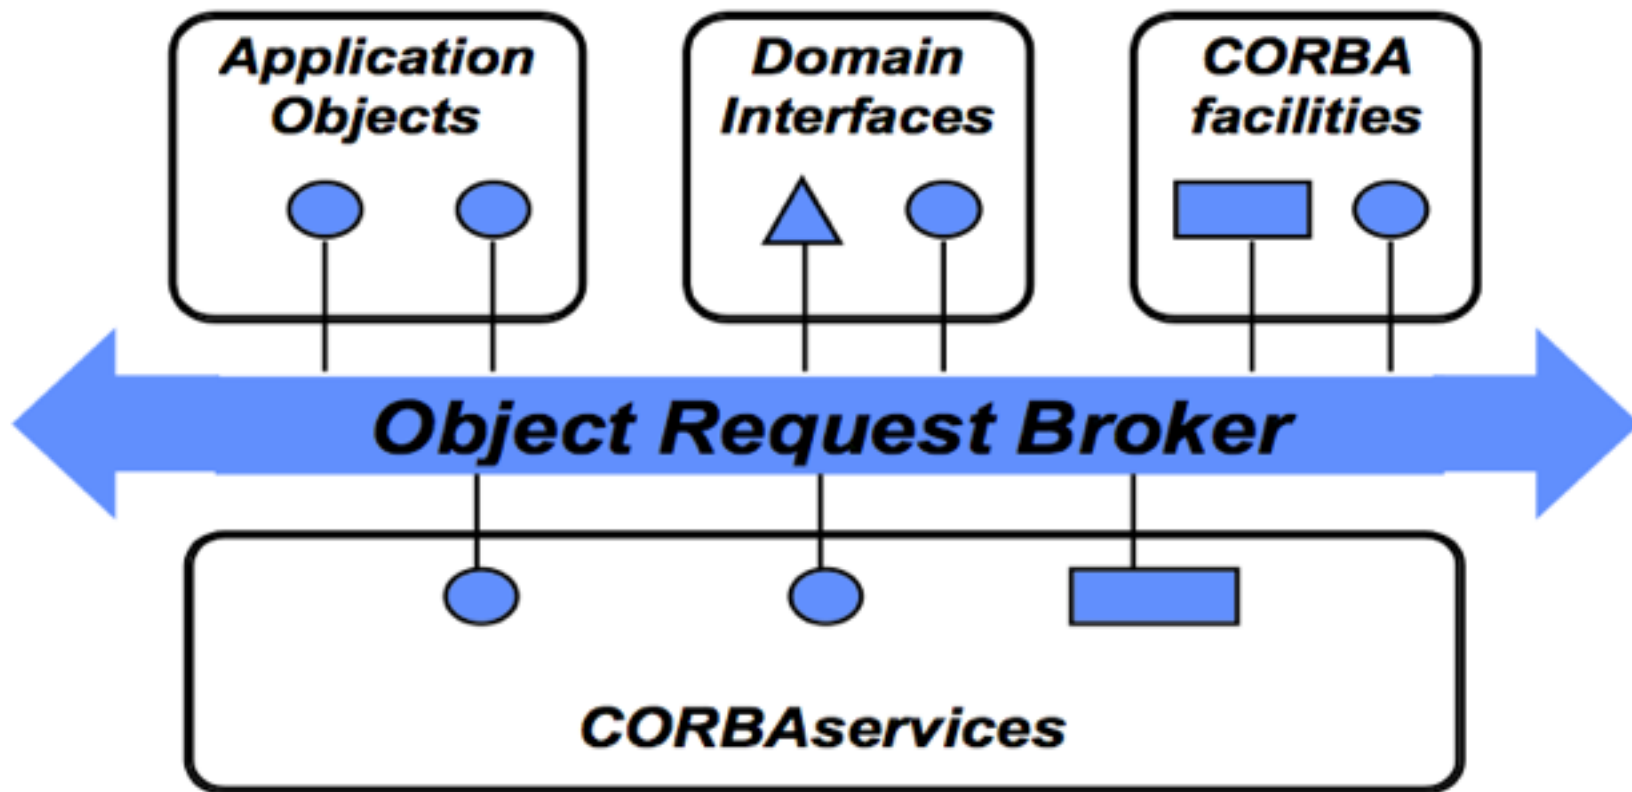 Application
Objects
Domain
Interfaces
CORBA
facilities
Object Request Broker
CORBAservices